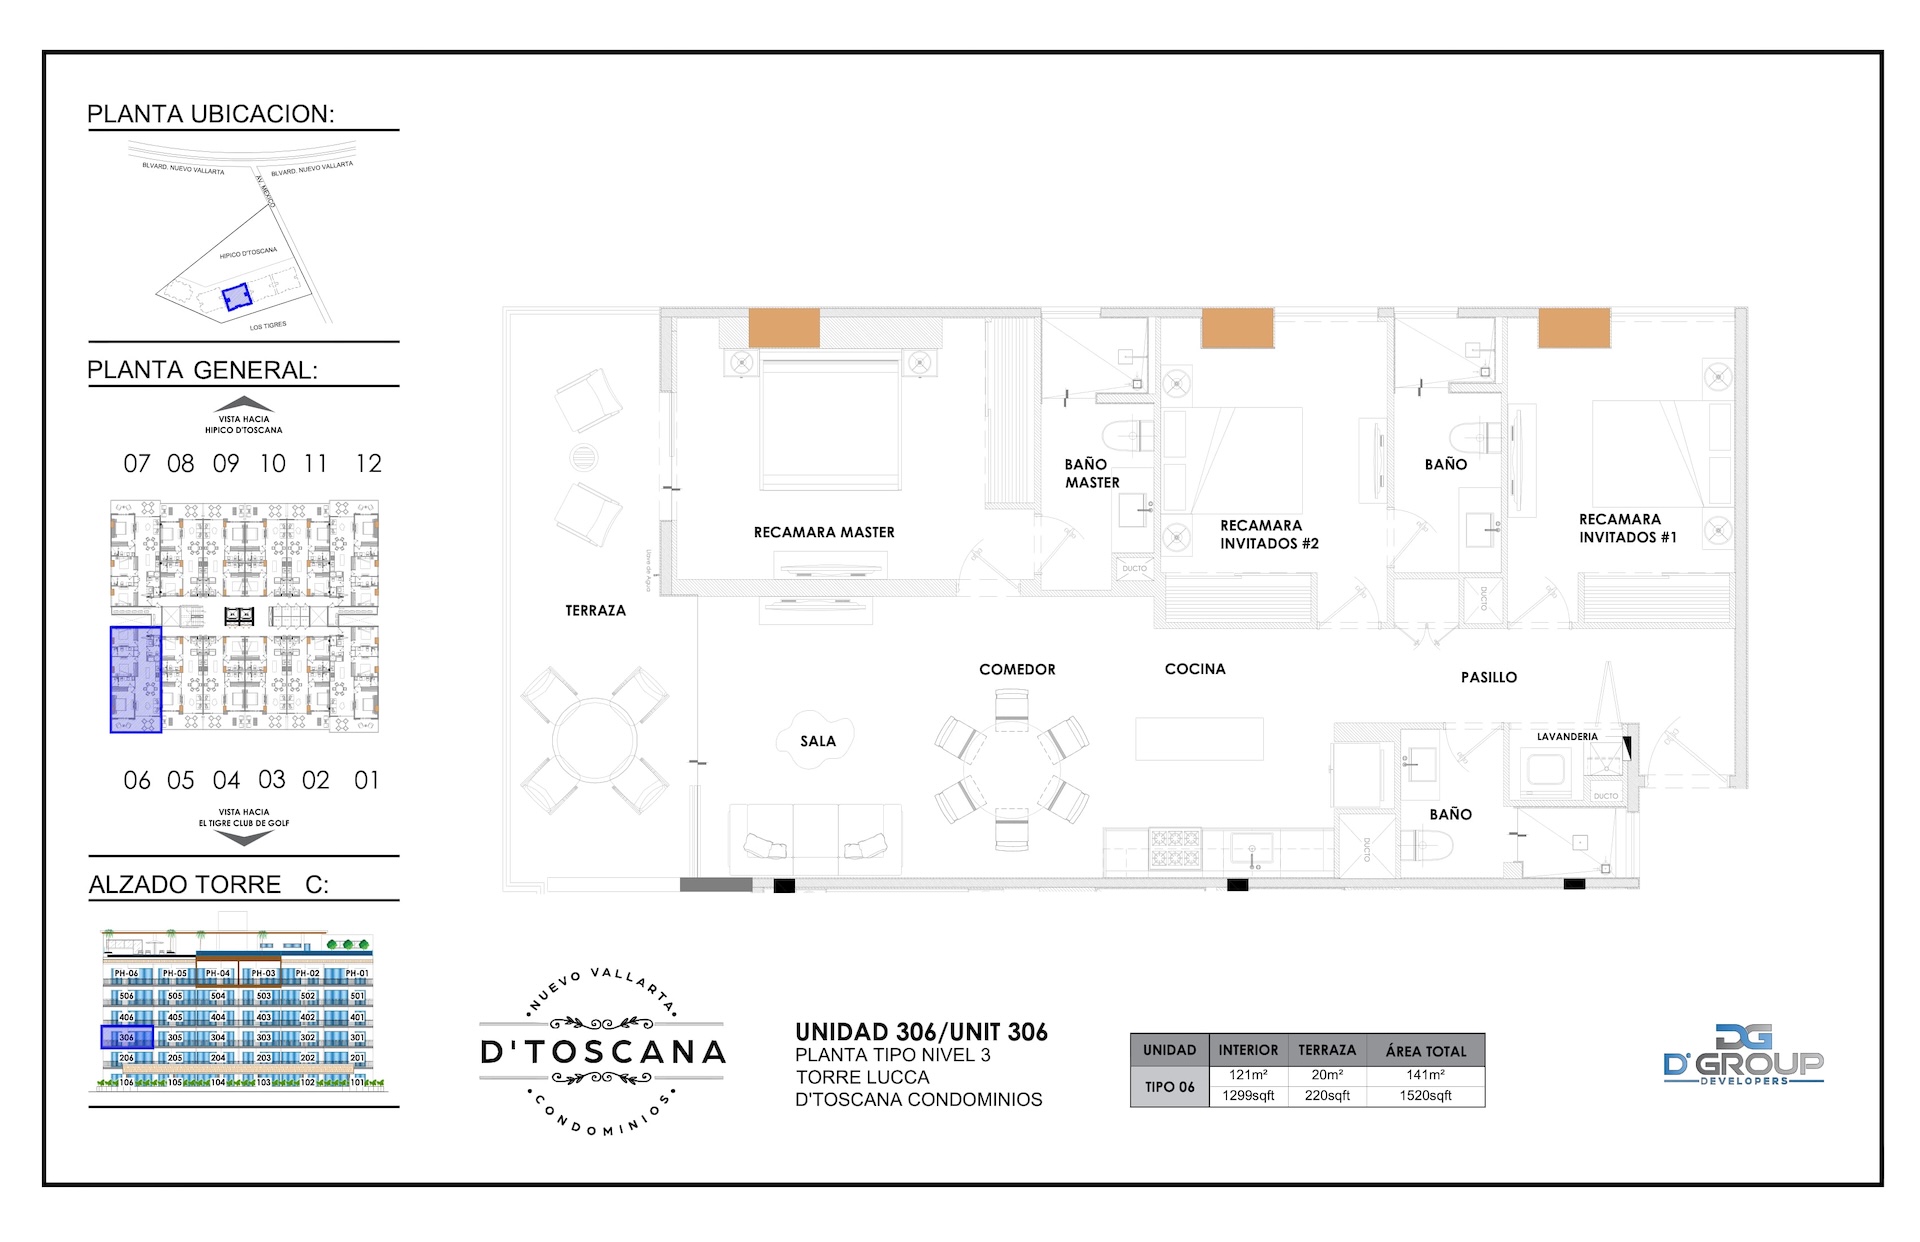 PLANTA UBICACION:
BLVARD. NUEVO VALLARTA
BLVARD. NUEVO VALLARTA
AV. MEXICO
HIPICO D'TOSCANA
LOS TIGRES
PLANTA GENERAL:
VISTA HACIA
HIPICO D'TOSCANA
07 08 09 10 11 12
06 05 04 03 02 01
VISTA HACIA
EL TIGRE CLUB DE GOLF
ALZADO TORRE C:
PH-06 PH-05 PH-04 PH-03 PH-02 PH-01
506 505 504 503 502 501
406 405 404 403 402 401
306 305 304 303 302 301
206 205 204 203 202 201
106 105 104 103 102 101
RECAMARA MASTER
BAÑO
MASTER
DUCTO
RECAMARA
INVITADOS #2
BAÑO
DUCTO
RECAMARA
INVITADOS #1
Llave de Agua
TERRAZA
COMEDOR
COCINA
PASILLO
SALA
LAVANDERIA
DUCTO
BAÑO
DUCTO
NUEVO VALLARTA
D'TOSCANA
CONDOMINIOS
UNIDAD 306/UNIT 306
PLANTA TIPO NIVEL 3
TORRE LUCCA
D'TOSCANA CONDOMINIOS
UNIDAD INTERIOR TERRAZA ÁREA TOTAL
TIPO 06
121m² 20m² 141m²
1299sqft 220sqft 1520sqft
DG
D'GROUP
DEVELOPERS